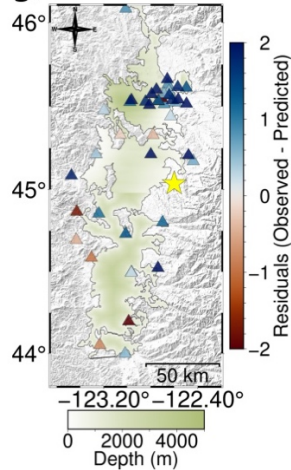 46°
N
W
E
S
2
1
0
−1
−2
Residuals (Observed - Predicted)
45°
44°
50 km
−123.20° −122.40°
0 2000 4000
Depth (m)